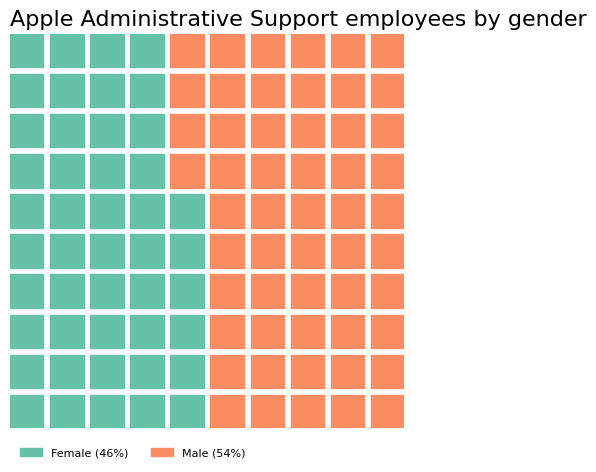 Apple Administrative Support employees by gender
Female (46%) Male (54%)